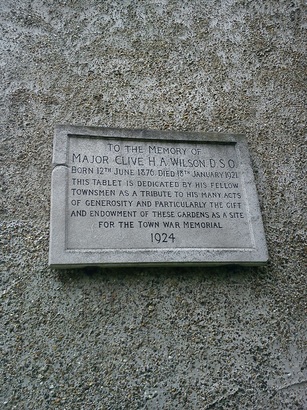 TO THE MEMORY OF
MAJOR CLIVE H.A. WILSON D.S.O.
BORN 12TH JUNE 1876. DIED 18TH JANUARY 1921.
THIS TABLET IS DEDICATED BY HIS FELLOW
TOWNSMEN AS A TRIBUTE TO HIS MANY ACTS
OF GENEROSITY AND PARTICULARLY THE GIFT
AND ENDOWMENT OF THESE GARDENS AS A SITE
FOR THE TOWN WAR MEMORIAL
1924